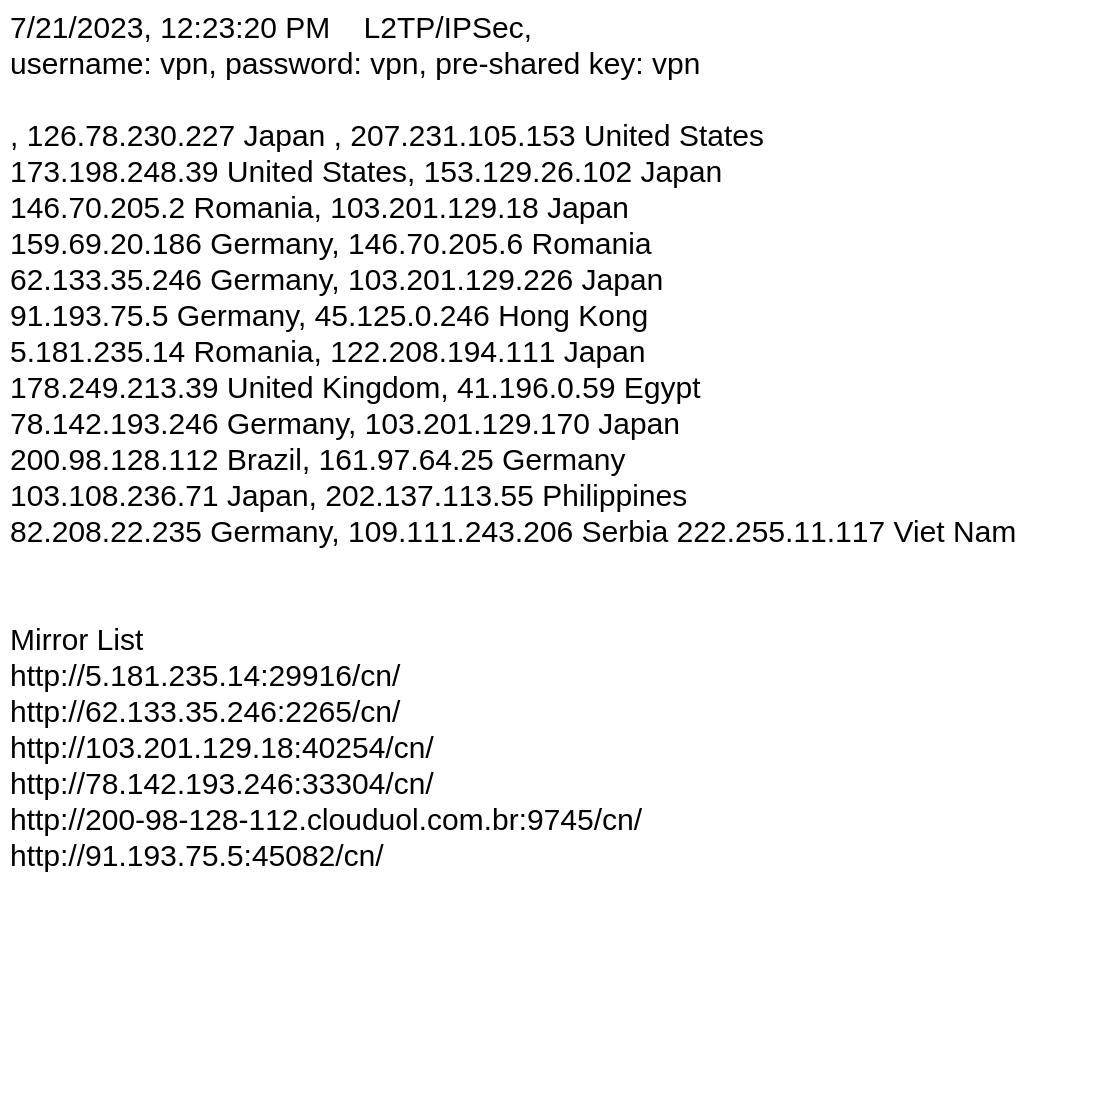 7/21/2023, 12:23:20 PM    L2TP/IPSec,
username: vpn, password: vpn, pre-shared key: vpn
, 126.78.230.227 Japan , 207.231.105.153 United States
173.198.248.39 United States, 153.129.26.102 Japan
146.70.205.2 Romania, 103.201.129.18 Japan
159.69.20.186 Germany, 146.70.205.6 Romania
62.133.35.246 Germany, 103.201.129.226 Japan
91.193.75.5 Germany, 45.125.0.246 Hong Kong
5.181.235.14 Romania, 122.208.194.111 Japan
178.249.213.39 United Kingdom, 41.196.0.59 Egypt
78.142.193.246 Germany, 103.201.129.170 Japan
200.98.128.112 Brazil, 161.97.64.25 Germany
103.108.236.71 Japan, 202.137.113.55 Philippines
82.208.22.235 Germany, 109.111.243.206 Serbia 222.255.11.117 Viet Nam
Mirror List
http://5.181.235.14:29916/cn/
http://62.133.35.246:2265/cn/
http://103.201.129.18:40254/cn/
http://78.142.193.246:33304/cn/
http://200-98-128-112.clouduol.com.br:9745/cn/
http://91.193.75.5:45082/cn/